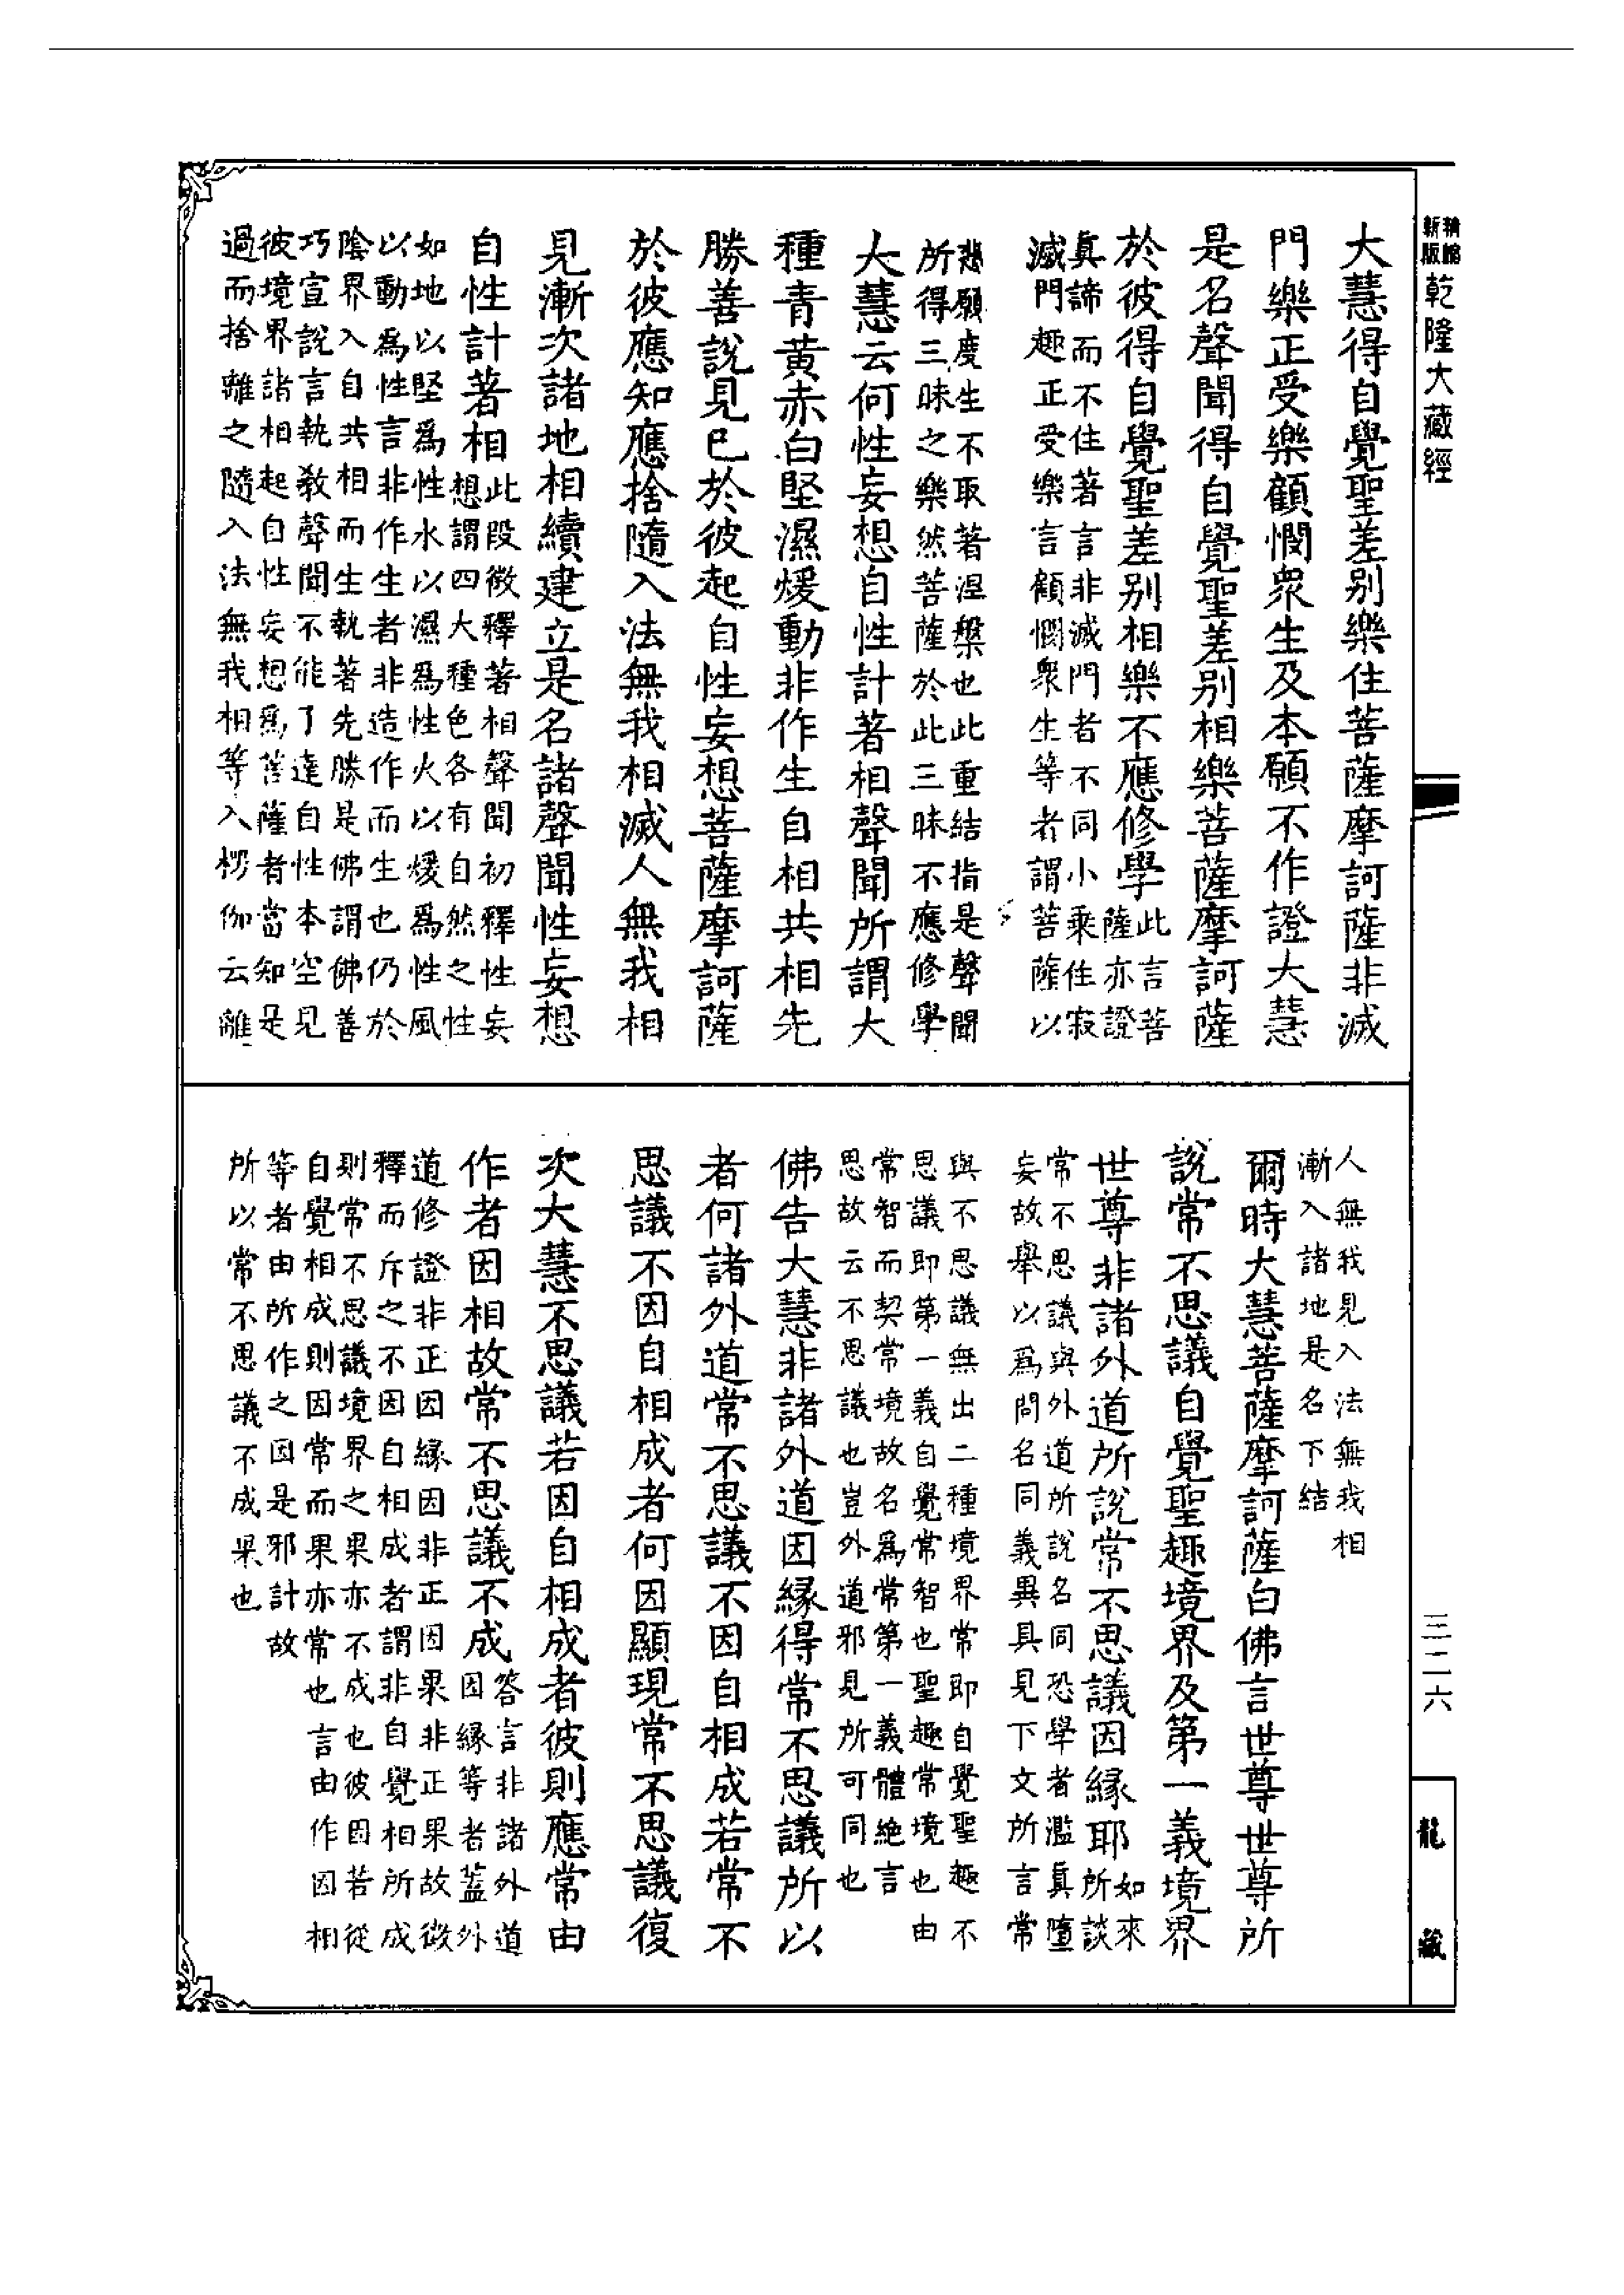 精縮
新版
乾隆大藏經
大慧得自覺聖差別樂住菩薩摩訶薩非滅
門樂正受樂顧憫衆生及本願不作證大慧
是名聲聞得自覺聖差別相樂菩薩摩訶薩
於彼得自覺聖差別相樂不應修學
此言菩
薩亦證
真諦而不住著言非滅門者不同小乘住寂
滅門趣正受樂言顧憫衆生等者謂菩薩以
悲願度生不取著涅槃也此重結指是聲聞
所得三昧之樂然菩薩於此三昧不應修學
大慧云何性妄想自性計著相聲聞所謂大
種青黃赤白堅濕煖動非作生自相共相先
勝善說見已於彼起自性妄想菩薩摩訶薩
於彼應知應捨隨入法無我相滅人無我相
見漸次諸地相續建立是名諸聲聞性妄想
自性計著相
此段徵釋著相聲聞初釋性妄
想謂四大種色各有自然之性
如地以堅爲性水以濕爲性火以煖爲性風
以動爲性言非作生者非造作而生也仍於
陰界入自共相而生執著先勝是佛謂佛善
巧宣說言執教聲聞不能了達自性本空見
彼境界諸相起自性妄想爲菩薩者當知是
過而捨離之隨入法無我相等入楞伽云離
人無我見入法無我相
漸入諸地是名下結
爾時大慧菩薩摩訶薩白佛言世尊世尊所
說常不思議自覺聖趣境界及第一義境界
世尊非諸外道所說常不思議因緣耶
如來
所談
常不思議與外道所說名同恐學者濫真墮
妄故舉以爲問名同義異具見下文所言常
與不思議無出二種境界常即自覺聖趣不
思議即第一義自覺常智也聖趣常境也由
常智而契常境故名爲常第一義體絶言
思故云不思議也豈外道邪見所可同也
佛告大慧非諸外道因緣得常不思議所以
者何諸外道常不思議不因自相成若常不
思議不因自相成者何因顯現常不思議復
次大慧不思議若因自相成者彼則應常由
作者因相故常不思議不成
答言非諸外道
因緣等者葢外
道修證非正因緣因非正因果非正果故徵
釋而斥之不因自相成者謂非自覺相所成
則常不思議境界之果亦不成也彼因若從
自覺相成則因常而果亦常也言由作因相
等者由所作之因是邪計故
所以常不思議不成果也
三二六
龍藏